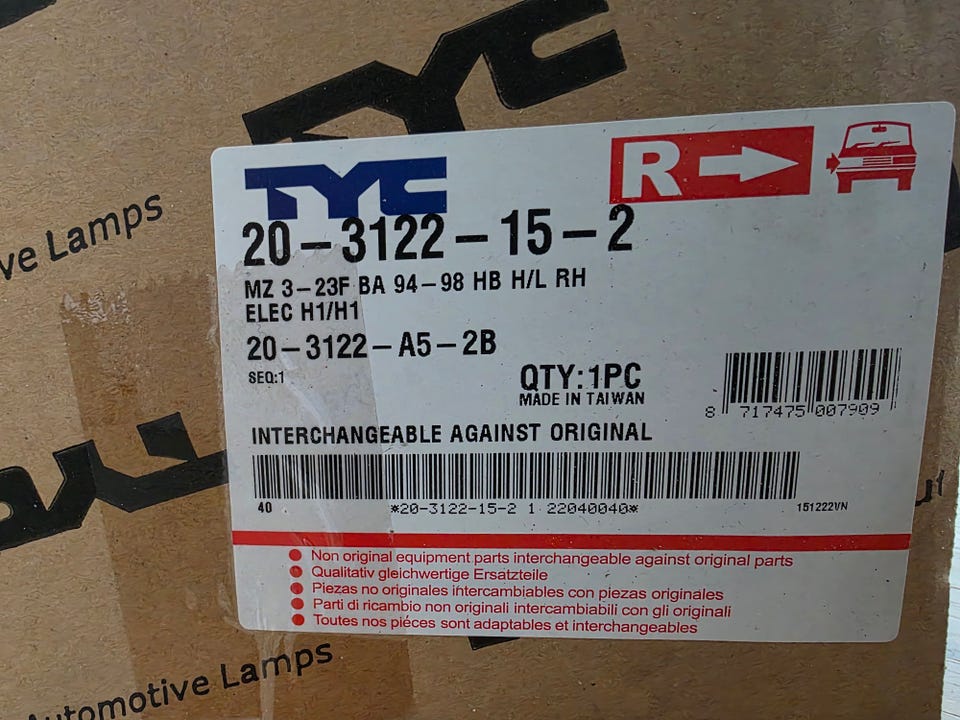 TYC
ve Lamps
TYC
R
20-3122-15-2
MZ 3-23F BA 94-98 HB H/L RH
ELEC H1/H1
20-3122-A5-2B
SEQ:1
QTY:1PC
MADE IN TAIWAN
8 717475 007909
INTERCHANGEABLE AGAINST ORIGINAL
40
*20-3122-15-2 1 22040040*
151222VN
Non original equipment parts interchangeable against original parts
Qualitativ gleichwertige Ersatzteile
Piezas no originales intercambiables con piezas originales
Parti di ricambio non originali intercambiabili con gli originali
Toutes nos piéces sont adaptables et interchangeables
Automotive Lamps